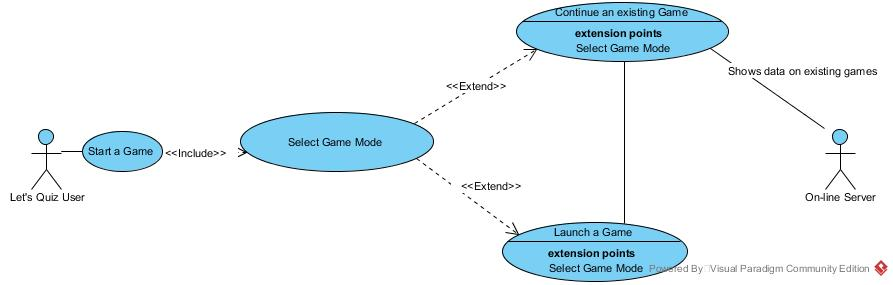 Continue an existing Game
extension points
Select Game Mode
Shows data on existing games
<<Extend>>
Select Game Mode
Start a Game
<<Include>>
Let's Quiz User
On-line Server
<<Extend>>
Launch a Game
extension points
Select Game Mode
Powered By Visual Paradigm Community Edition